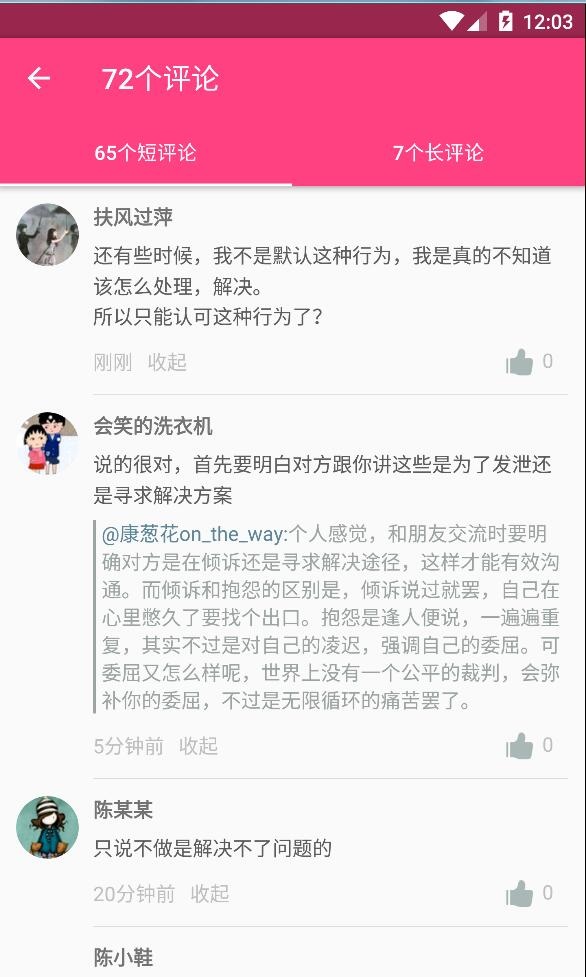 12:03
72个评论
65个短评论 7个长评论
扶风过萍
还有些时候，我不是默认这种行为，我是真的不知道
该怎么处理，解决。
所以只能认可这种行为了？
刚刚 收起 0
会笑的洗衣机
说的很对，首先要明白对方跟你讲这些是为了发泄还
是寻求解决方案
@康葱花on_the_way:个人感觉，和朋友交流时要明
确对方是在倾诉还是寻求解决途径，这样才能有效沟
通。而倾诉和抱怨的区别是，倾诉说过就罢，自己在
心里憋久了要找个出口。抱怨是逢人便说，一遍遍重
复，其实不过是对自己的凌迟，强调自己的委屈。可
委屈又怎么样呢，世界上没有一个公平的裁判，会弥
补你的委屈，不过是无限循环的痛苦罢了。
5分钟前 收起 0
陈某某
只说不做是解决不了问题的
20分钟前 收起 0
陈小鞋